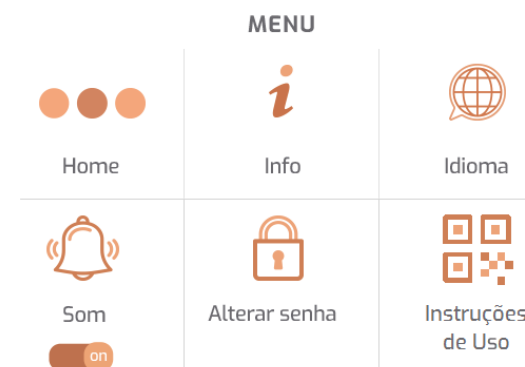 MENU
Home
Info
Idioma
Som
Alterar senha
Instruções
de Uso
on